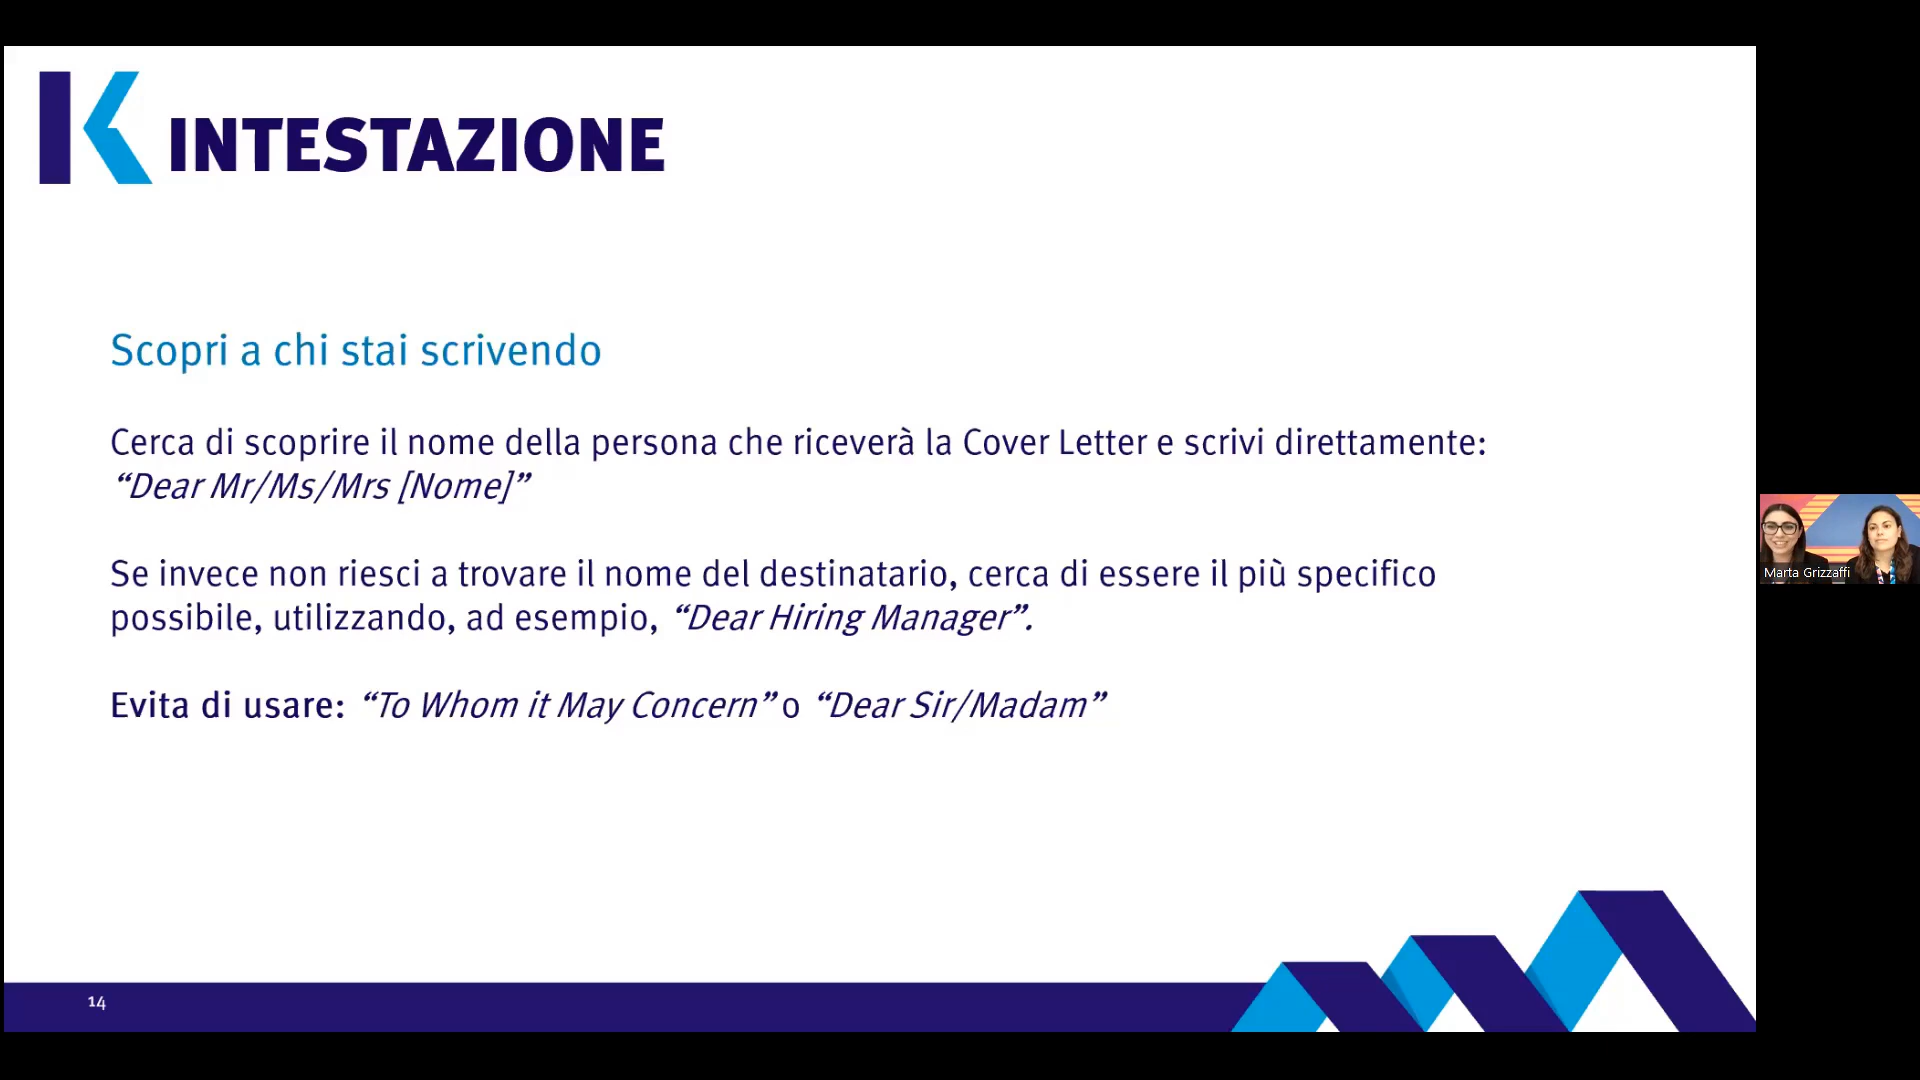 K INTESTAZIONE
Scopri a chi stai scrivendo
Cerca di scoprire il nome della persona che riceverà la Cover Letter e scrivi direttamente:
“Dear Mr/Ms/Mrs [Nome]”
Se invece non riesci a trovare il nome del destinatario, cerca di essere il più specifico
possibile, utilizzando, ad esempio, “Dear Hiring Manager”.
Evita di usare: “To Whom it May Concern” o “Dear Sir/Madam”
Marta Grizzaffi
14